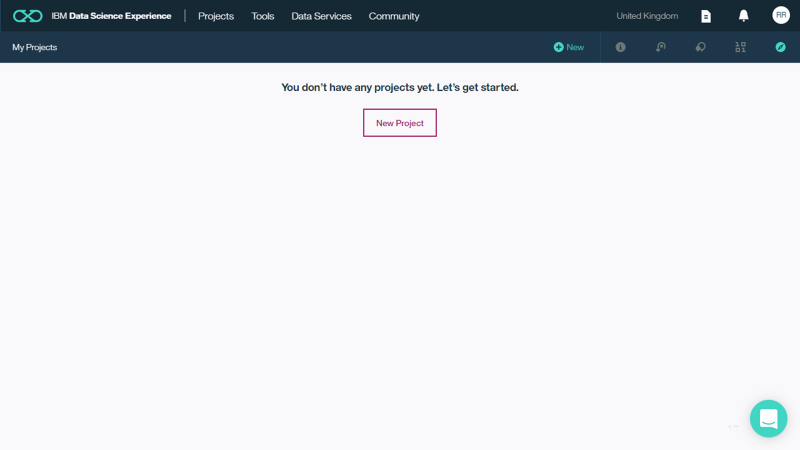 IBM Data Science Experience | Projects Tools Data Services Community United Kingdom RR
My Projects New
You don't have any projects yet. Let's get started.
New Project